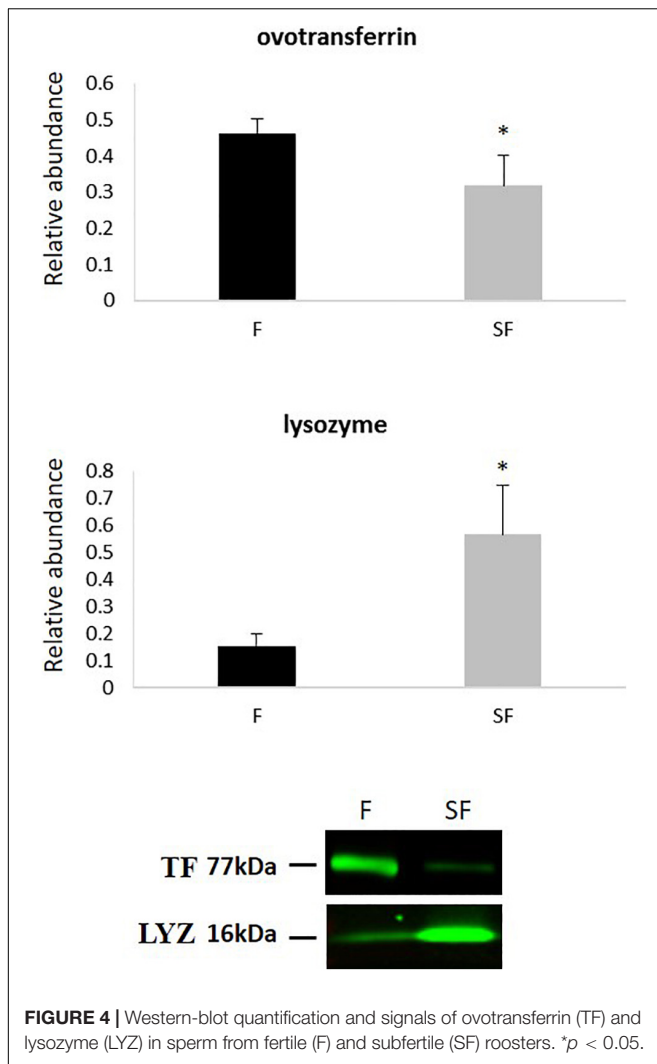 ovotransferrin
0.6
0.5
0.4
0.3
0.2
0.1
0
Relative abundance
*
F SF
lysozyme
0.8
0.7
0.6
0.5
0.4
0.3
0.2
0.1
0
Relative abundance
*
F SF
F SF
TF 77kDa
LYZ 16kDa
FIGURE 4 | Western-blot quantification and signals of ovotransferrin (TF) and
lysozyme (LYZ) in sperm from fertile (F) and subfertile (SF) roosters. *p < 0.05.